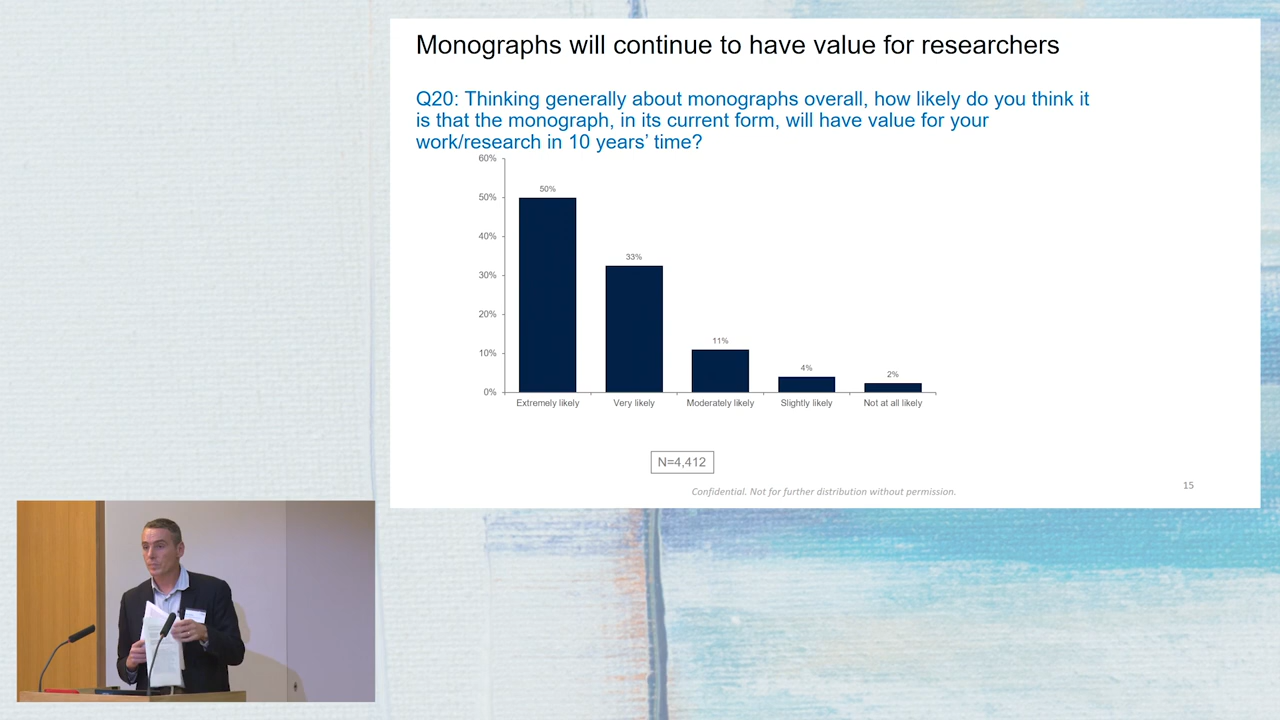 Monographs will continue to have value for researchers
Q20: Thinking generally about monographs overall, how likely do you think it
is that the monograph, in its current form, will have value for your
work/research in 10 years' time?
60%
50%
40%
30%
20%
10%
0%
50%
33%
11%
4%
2%
Extremely likely
Very likely
Moderately likely
Slightly likely
Not at all likely
N=4,412
Confidential. Not for further distribution without permission.
15